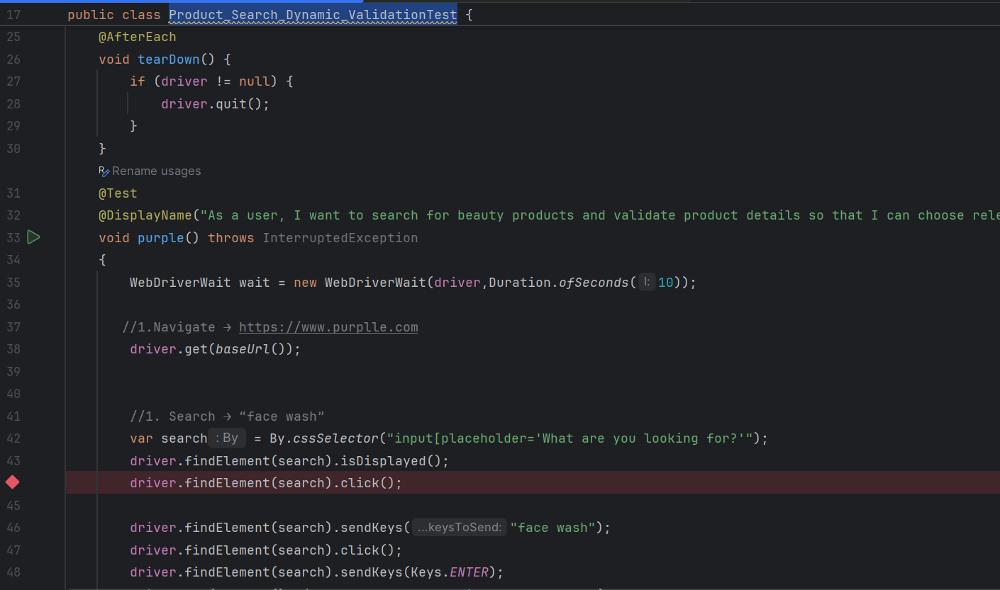 17 public class Product_Search_Dynamic_ValidationTest {
25 @AfterEach
26 void tearDown() {
27 if (driver != null) {
28 driver.quit();
29 }
30 }
Rename usages
31 @Test
32 @DisplayName("As a user, I want to search for beauty products and validate product details so that I can choose rele
33 void purple() throws InterruptedException
34 {
35 WebDriverWait wait = new WebDriverWait(driver,Duration.ofSeconds( l: 10));
36
37 //1.Navigate → https://www.purplle.com
38 driver.get(baseUrl());
39
40
41 //1. Search → “face wash”
42 var search : By = By.cssSelector("input[placeholder='What are you looking for?'");
43 driver.findElement(search).isDisplayed();
driver.findElement(search).click();
45
46 driver.findElement(search).sendKeys( ...keysToSend: "face wash");
47 driver.findElement(search).click();
48 driver.findElement(search).sendKeys(Keys.ENTER);